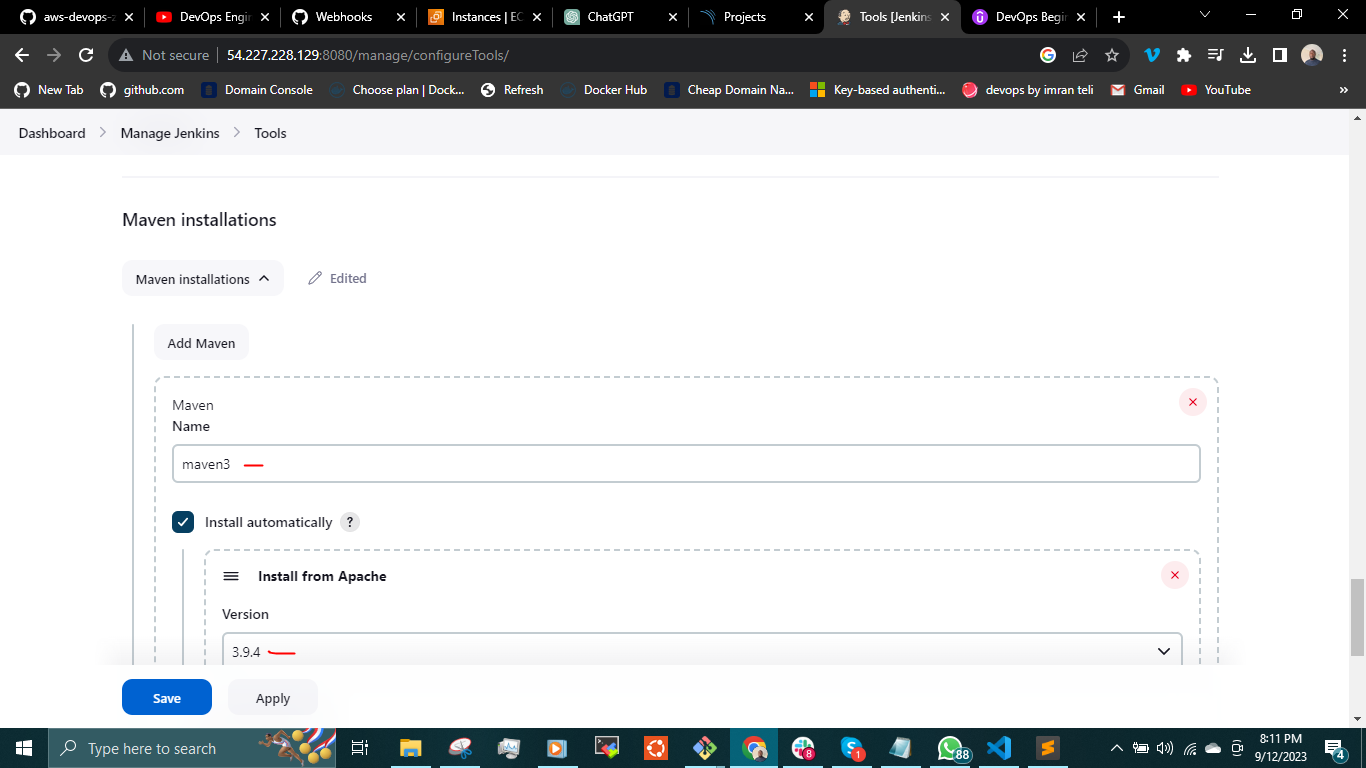 aws-devops-z
DevOps Engin
Webhooks
Instances | EC
ChatGPT
Projects
Tools [Jenkins
DevOps Begin
Not secure 54.227.228.129:8080/manage/configureTools/
New Tab
github.com
Domain Console
Choose plan | Dock...
Refresh
Docker Hub
Cheap Domain Na...
Key-based authenti...
devops by imran teli
Gmail
YouTube
»
Dashboard
Manage Jenkins
Tools
Maven installations
Maven installations
Edited
Add Maven
Maven
Name
maven3
Install automatically ?
Install from Apache
Version
3.9.4
Save
Apply
Type here to search
8
1
88
8:11 PM
9/12/2023
4